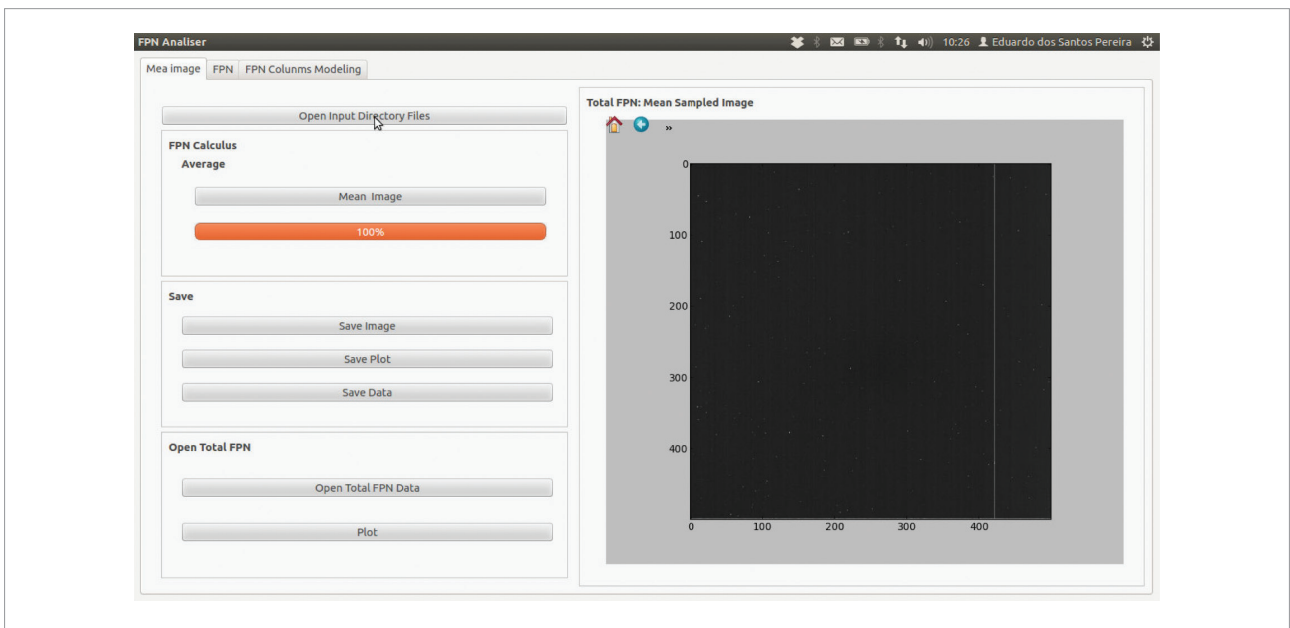 FPN Analiser
10:26 Eduardo dos Santos Pereira
Mea image FPN FPN Colunms Modeling
Open Input Directory Files
FPN Calculus
Average
Mean Image
100%
Save
Save Image
Save Plot
Save Data
Open Total FPN
Open Total FPN Data
Plot
Total FPN: Mean Sampled Image
»
0
100
200
300
400
0 100 200 300 400